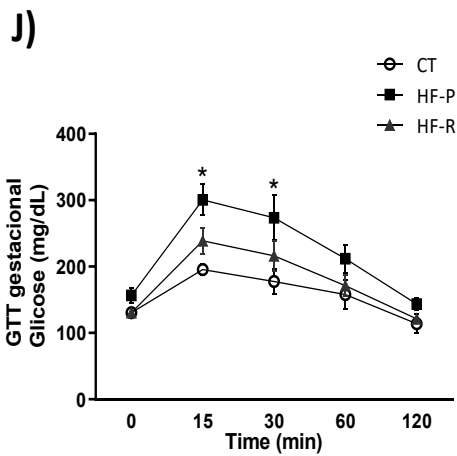 J)
CT
HF-P
HF-R
GTT gestacional
Glicose (mg/dL)
400
300
200
100
0
*
*
0 15 30 60 120
Time (min)